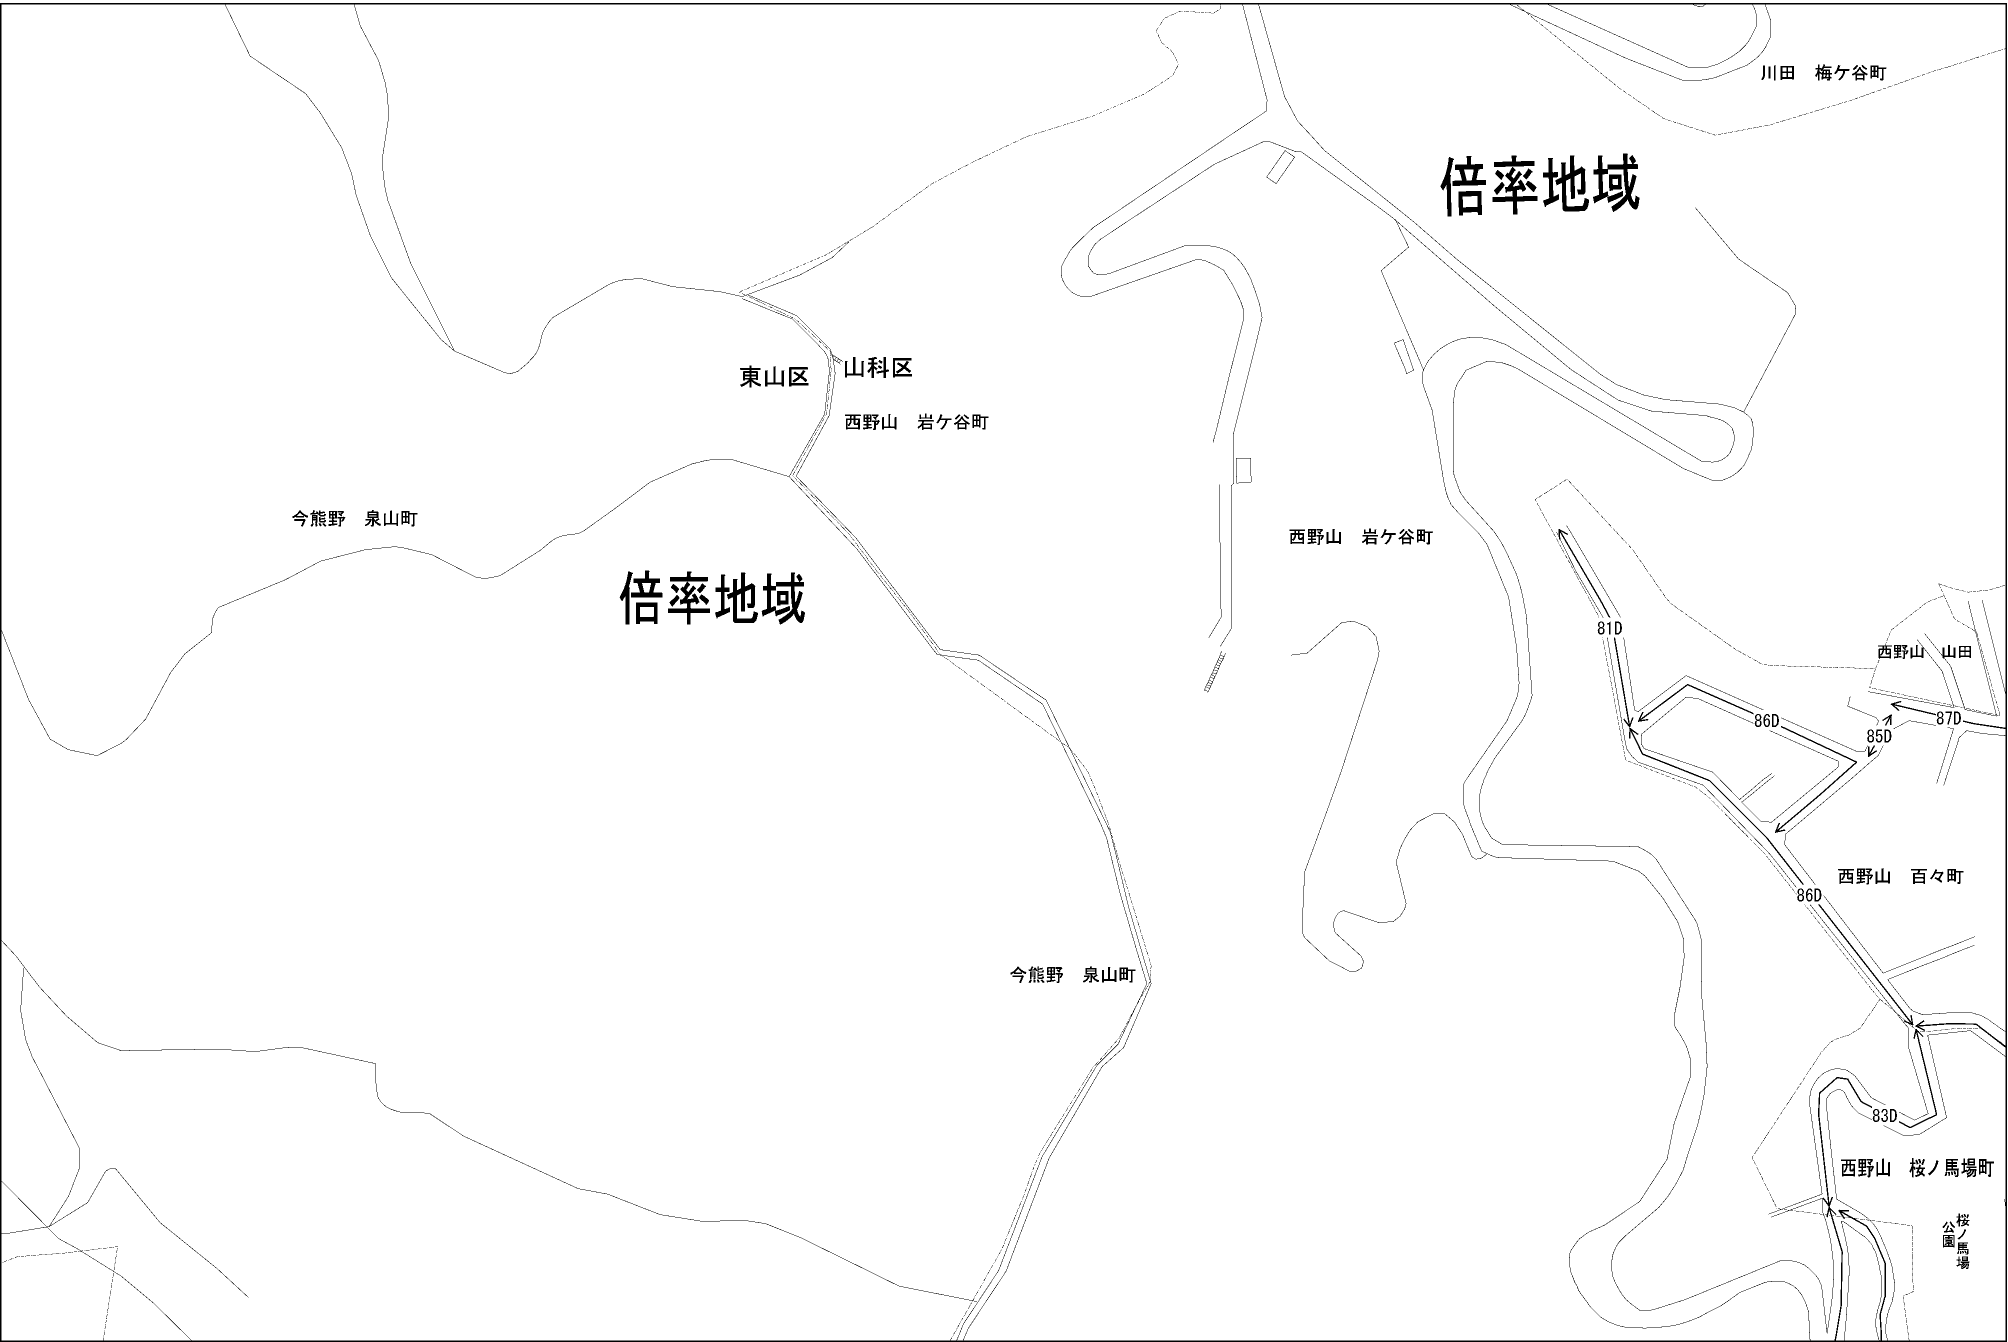 川田　梅ケ谷町
倍率地域
東山区
山科区
西野山　岩ケ谷町
今熊野　泉山町
西野山　岩ケ谷町
倍率地域
81D
西野山　山田
86D
87D
85D
西野山　百々町
86D
今熊野　泉山町
83D
西野山　桜ノ馬場町
桜ノ馬場
公園